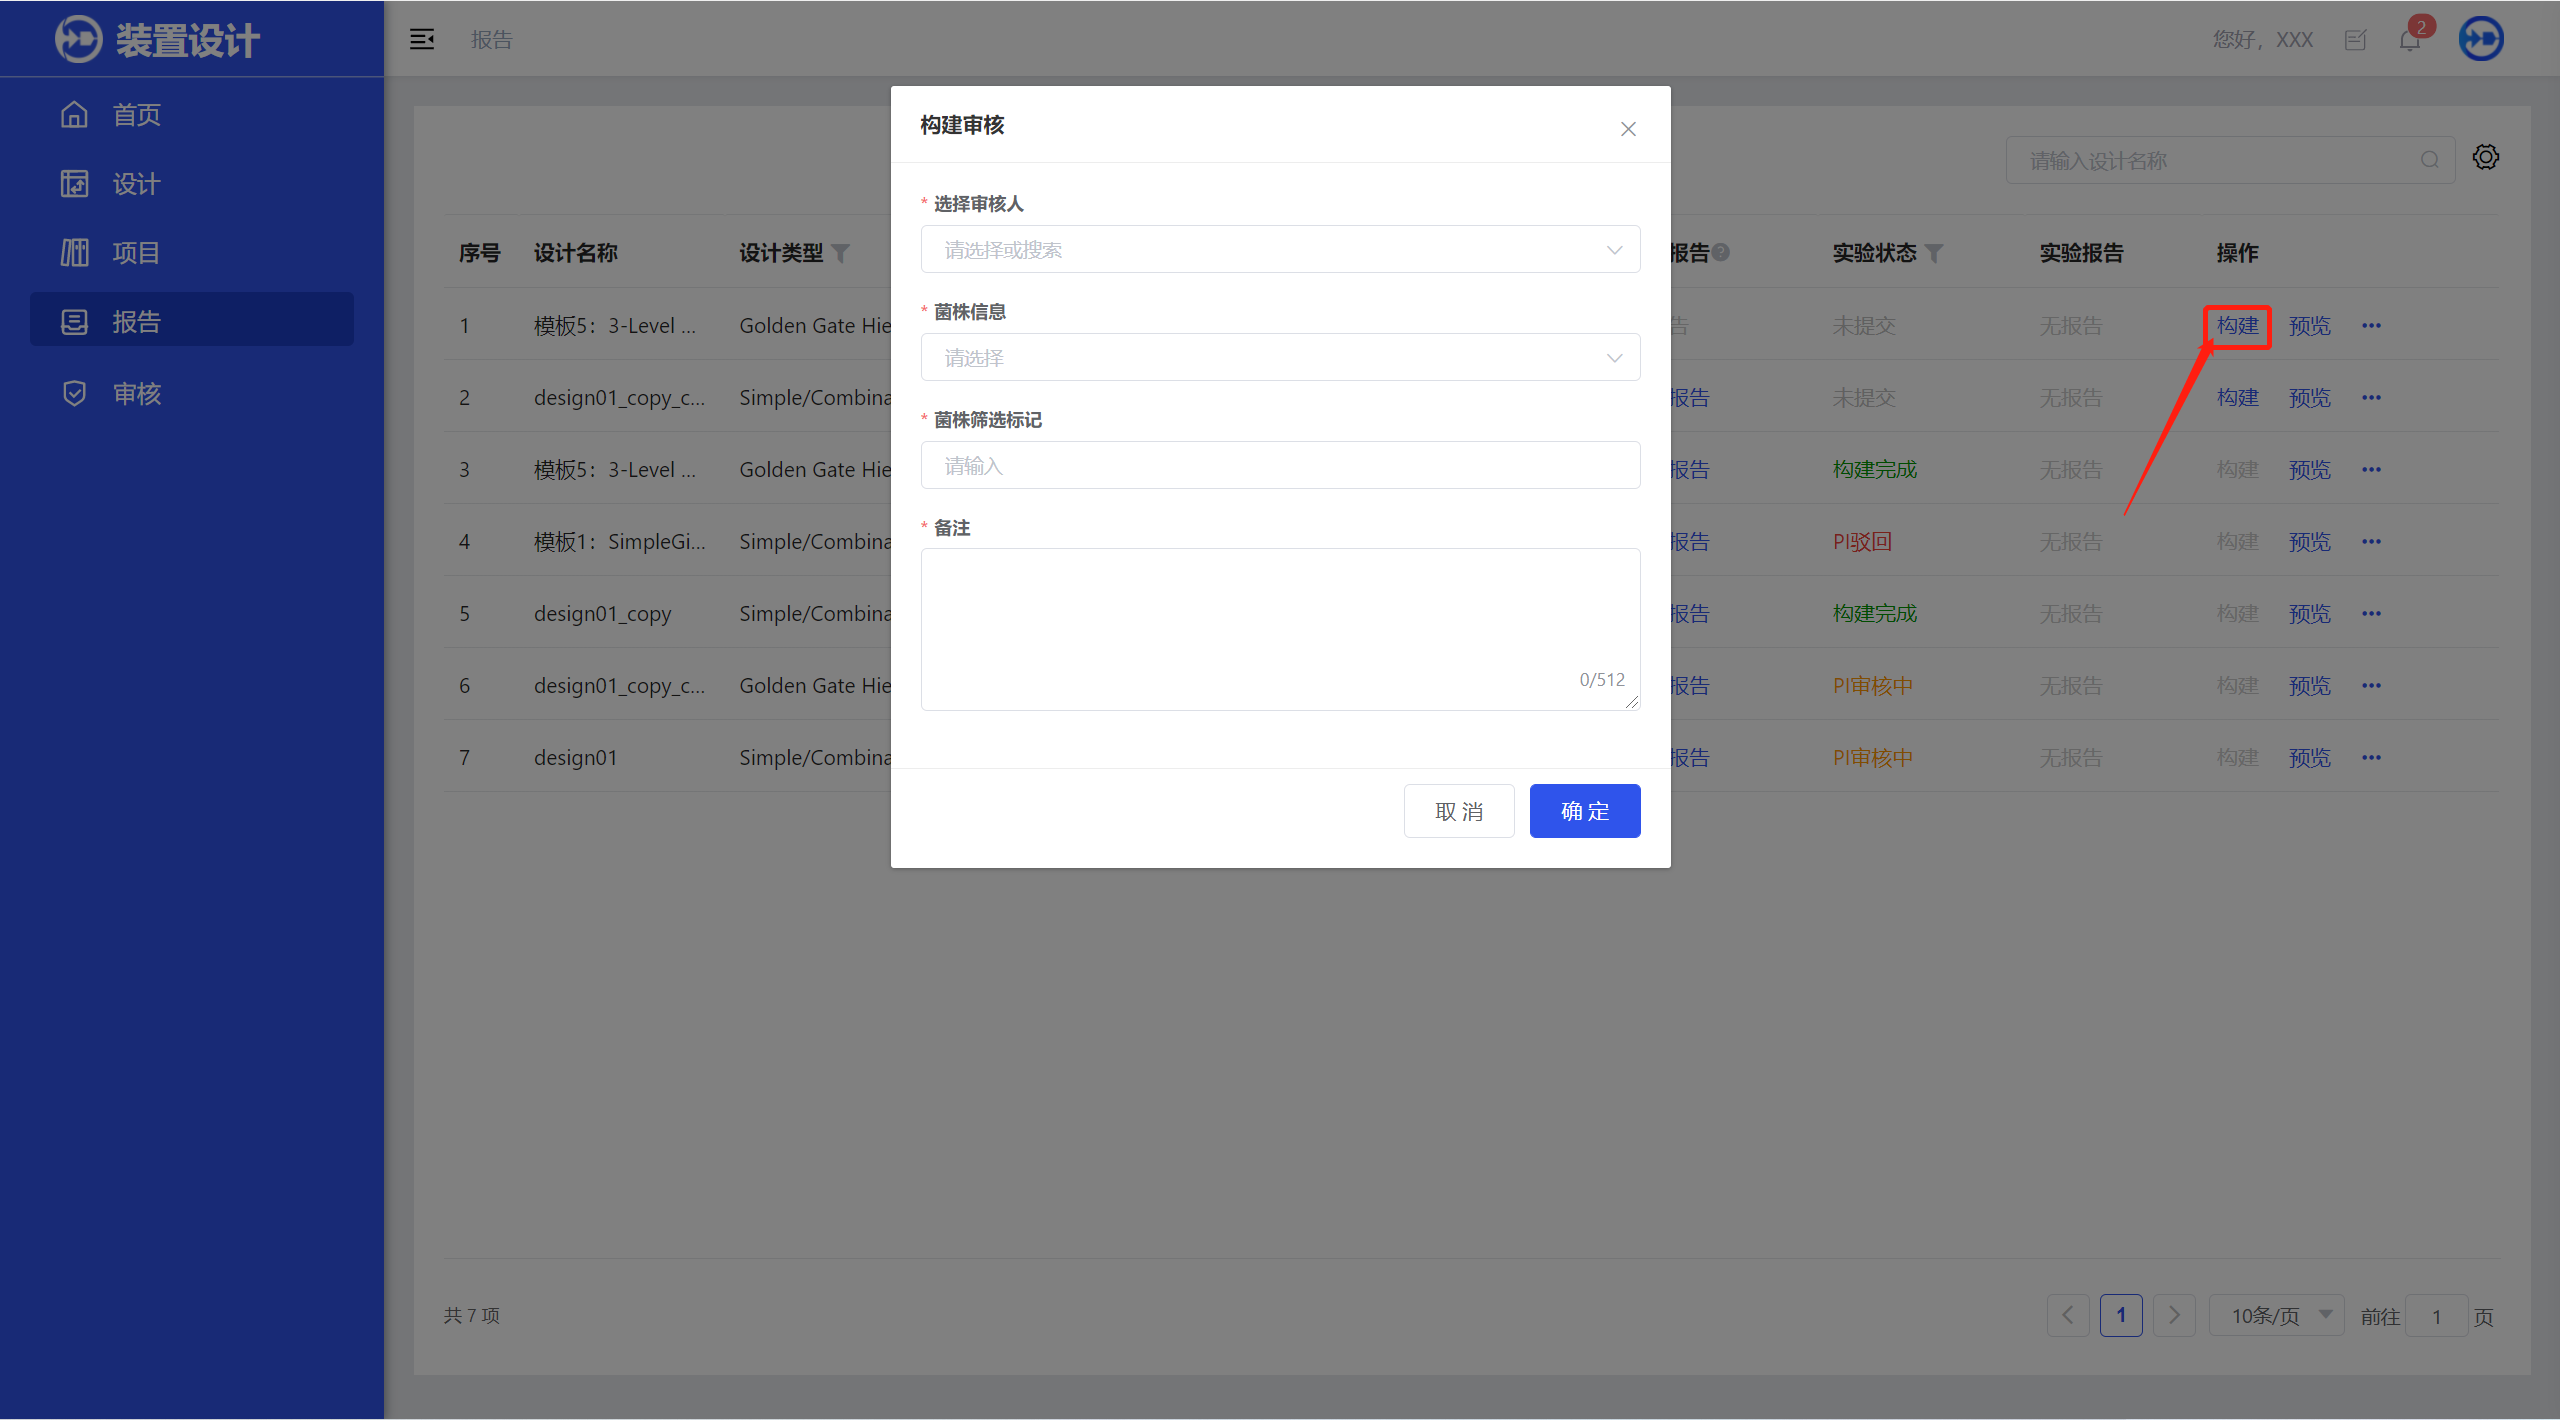 装置设计
报告
您好，XXX
2
首页
设计
项目
报告
审核
请输入设计名称
序号 设计名称 设计类型 报告 实验状态 实验报告 操作
1 模板5：3-Level ... Golden Gate Hie 告 未提交 无报告 构建 预览 ...
2 design01_copy_c... Simple/Combina 报告 未提交 无报告 构建 预览 ...
3 模板5：3-Level ... Golden Gate Hie 报告 构建完成 无报告 构建 预览 ...
4 模板1：SimpleGi... Simple/Combina 报告 PI驳回 无报告 构建 预览 ...
5 design01_copy Simple/Combina 报告 构建完成 无报告 构建 预览 ...
6 design01_copy_c... Golden Gate Hie 报告 PI审核中 无报告 构建 预览 ...
7 design01 Simple/Combina 报告 PI审核中 无报告 构建 预览 ...
构建审核
* 选择审核人
请选择或搜索
* 菌株信息
请选择
* 菌株筛选标记
请输入
* 备注
0/512
取消 确定
共 7 项
1 10条/页 前往 1 页